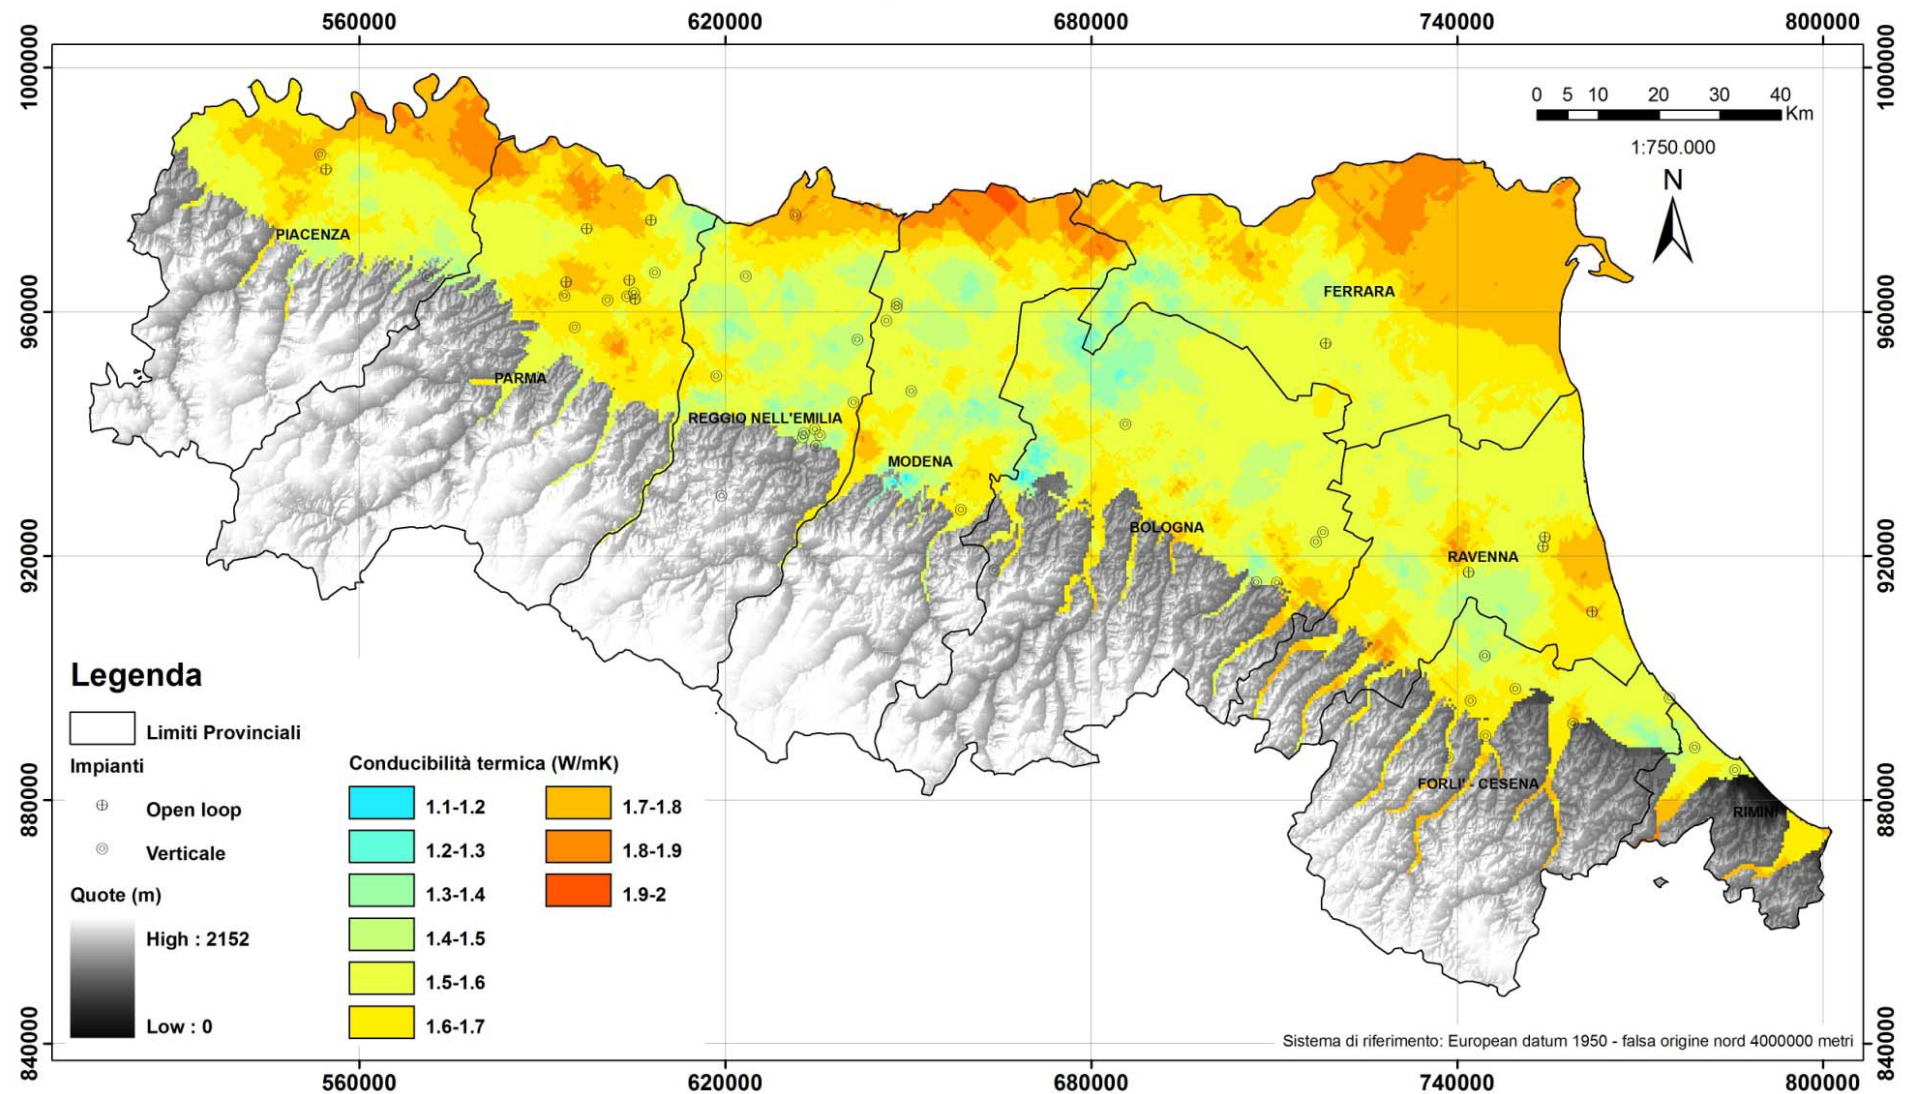 560000
620000
680000
740000
800000
1000000
1000000
0 5 10 20 30 40
Km
1:750.000
N
PIACENZA
FERRARA
960000
960000
PARMA
REGGIO NELL'EMILIA
MODENA
BOLOGNA
RAVENNA
920000
920000
FORLI' - CESENA
RIMINI
880000
880000
Legenda
Limiti Provinciali
Impianti
Open loop
Verticale
Quote (m)
High : 2152
Low : 0
Conducibilità termica (W/mK)
1.1-1.2
1.2-1.3
1.3-1.4
1.4-1.5
1.5-1.6
1.6-1.7
1.7-1.8
1.8-1.9
1.9-2
Sistema di riferimento: European datum 1950 - falsa origine nord 4000000 metri
840000
840000
560000
620000
680000
740000
800000